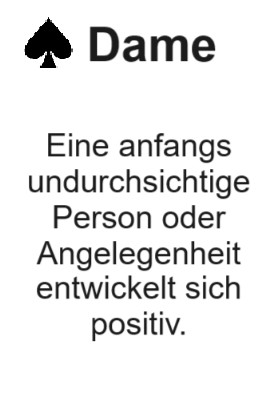 ♠ Dame
Eine anfangs
undurchsichtige
Person oder
Angelegenheit
entwickelt sich
positiv.